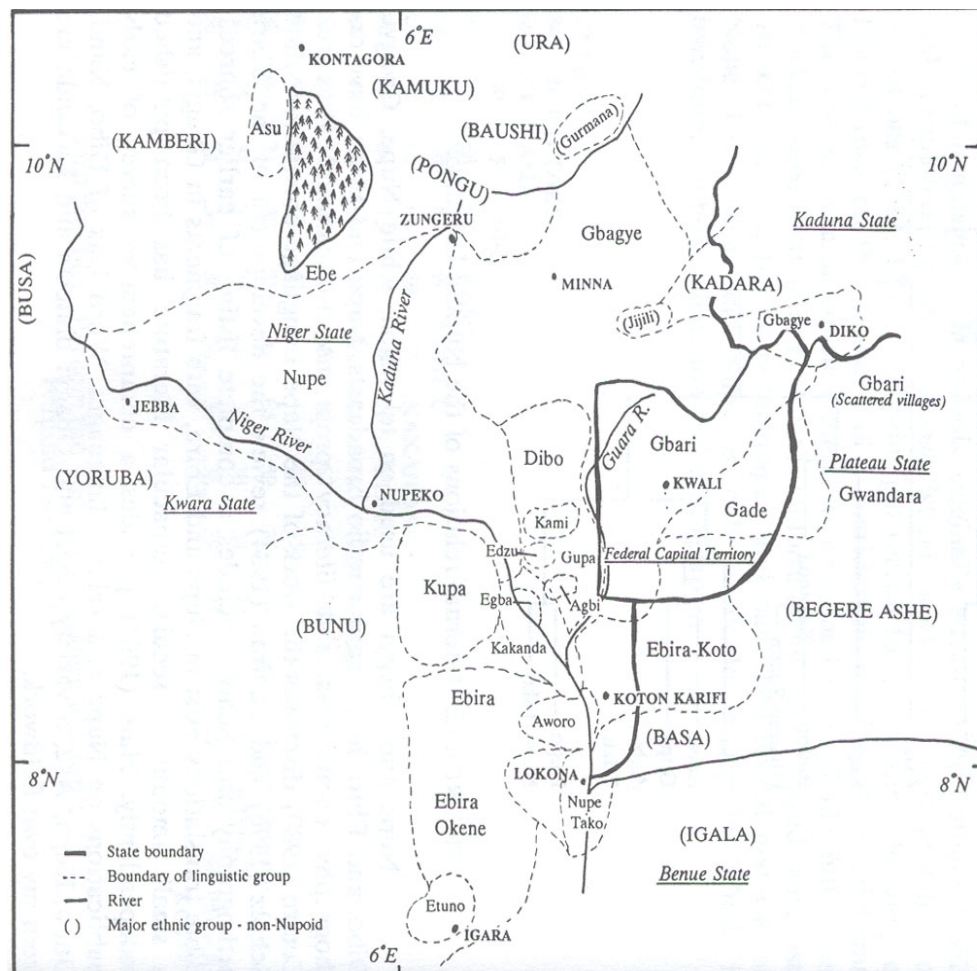 6°E
(URA)
KONTAGORA
(KAMUKU)
(KAMBERI)
Asu
(BAUSHI)
(Gurmana)
10°N
10°N
(PONGU)
ZUNGERU
Gbagye
Kaduna State
Ebe
MINNA
(KADARA)
(BUSA)
Niger State
Kaduna River
(Jijili)
Gbagye
DIKO
Nupe
Gbari
(Scattered villages)
JEBBA
Niger River
Guara R.
Gbari
Dibo
Plateau State
(YORUBA)
KWALI
Gwandara
Kwara State
NUPEKO
Gade
Kami
Edzu
Gupa
Federal Capital Territory
Kupa
Egba
Agbi
(BEGERE ASHE)
(BUNU)
Kakanda
Ebira-Koto
Ebira
KOTON KARIFI
Aworo
(BASA)
8°N
LOKONA
8°N
Nupe
Tako
Ebira
Okene
(IGALA)
Benue State
State boundary
Boundary of linguistic group
River
( ) Major ethnic group - non-Nupoid
Etuno
IGARA
6°E